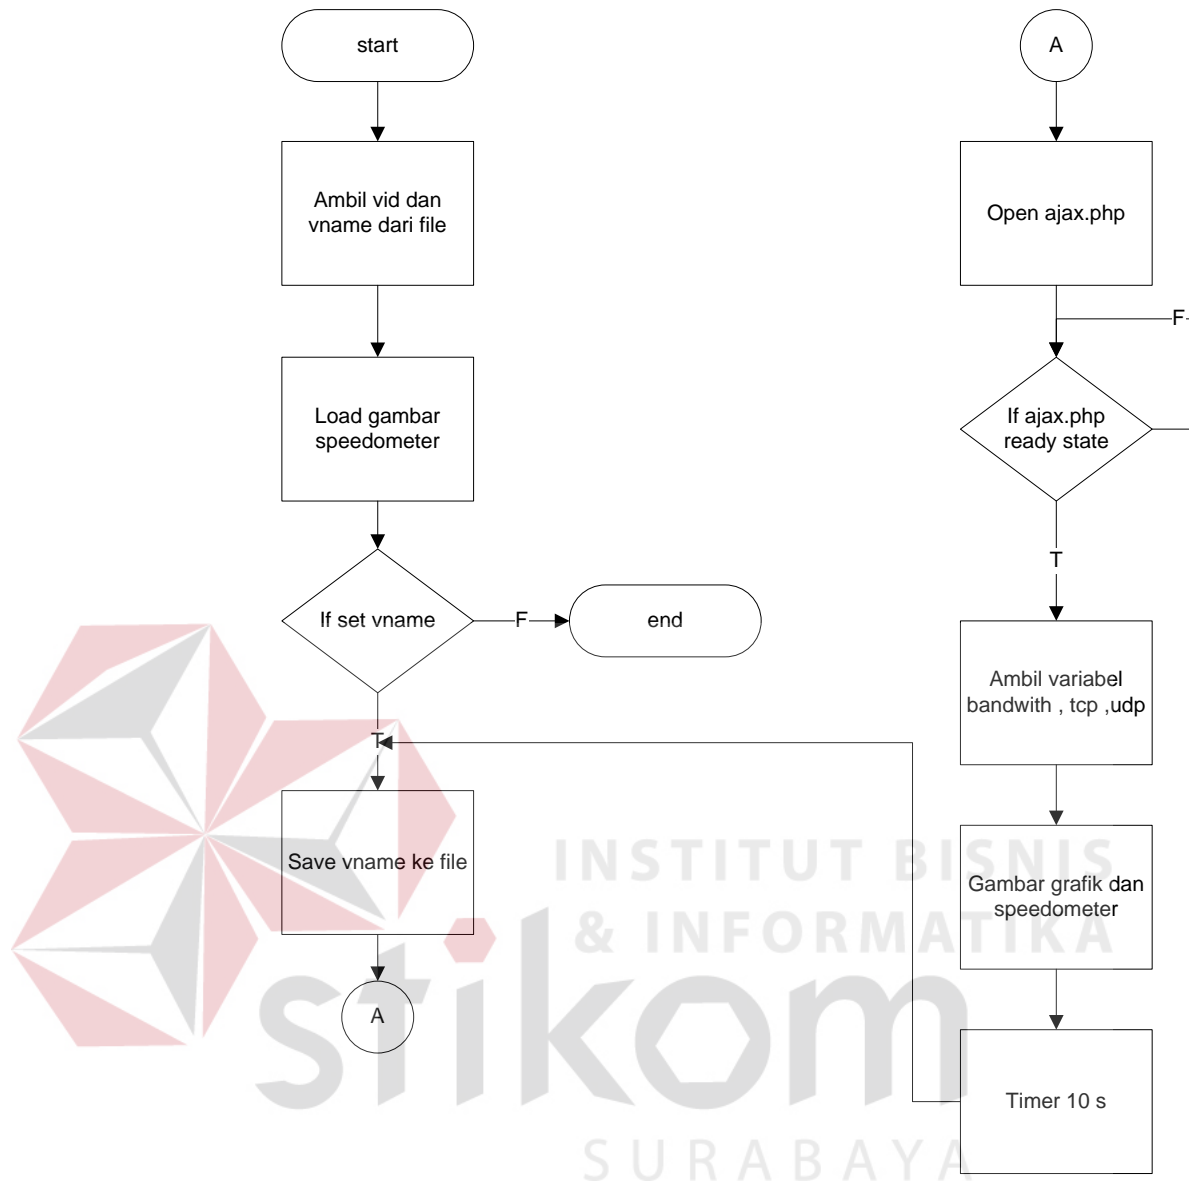 start
Ambil vid dan
vname dari file
Load gambar
speedometer
If set vname
F
end
T
Save vname ke file
A
A
Open ajax.php
F
If ajax.php
ready state
T
Ambil variabel
bandwith , tcp ,udp
Gambar grafik dan
speedometer
Timer 10 s
INSTITUT BISNIS
& INFORMATIKA
stikom
SURABAYA